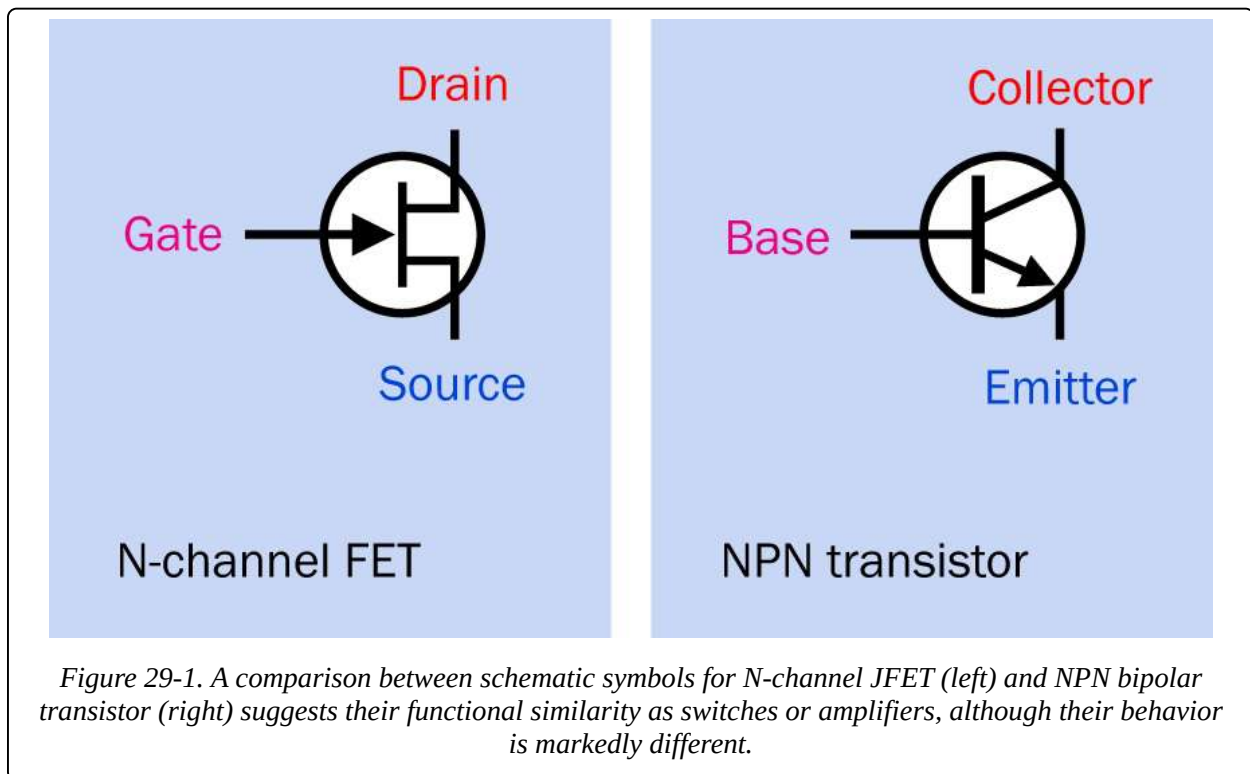 Drain
Gate
Source
N-channel FET
Collector
Base
Emitter
NPN transistor
Figure 29-1. A comparison between schematic symbols for N-channel JFET (left) and NPN bipolar
transistor (right) suggests their functional similarity as switches or amplifiers, although their behavior
is markedly different.